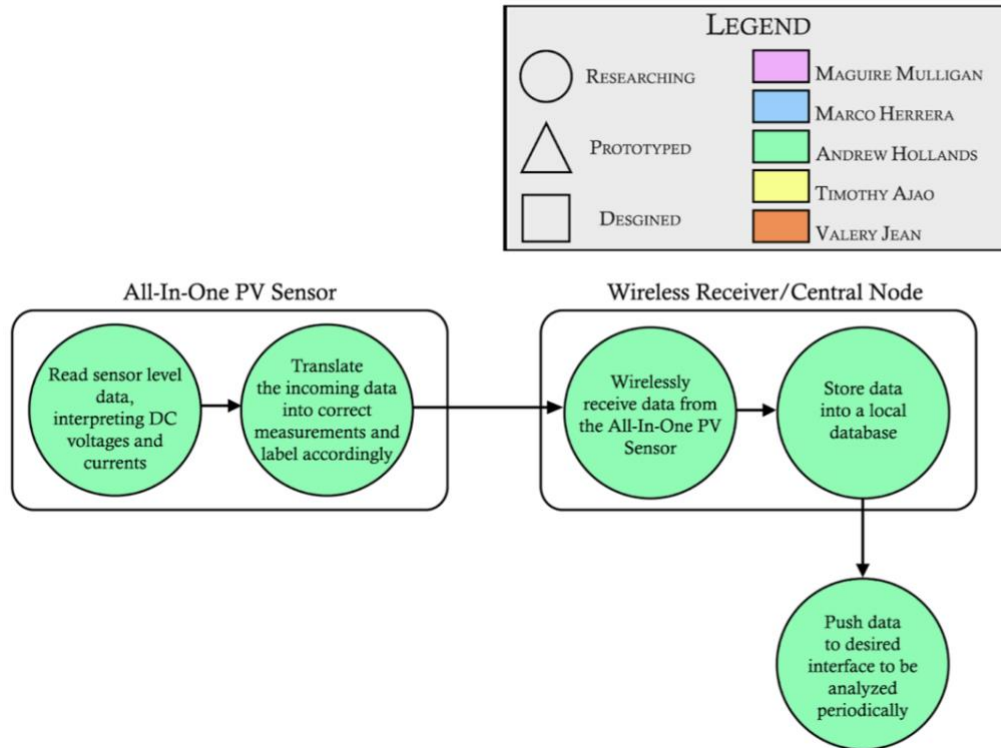 LEGEND
RESEARCHING
PROTOTYPED
DESGINED
MAGUIRE MULLIGAN
MARCO HERRERA
ANDREW HOLLANDS
TIMOTHY AJAO
VALERY JEAN
All-In-One PV Sensor
Read sensor level
data,
interpreting DC
voltages and
currents
Translate
the incoming data
into correct
measurements and
label accordingly
Wireless Receiver/Central Node
Wirelessly
receive data from
the All-In-One PV
Sensor
Store data
into a local
database
Push data
to desired
interface to be
analyzed
periodically